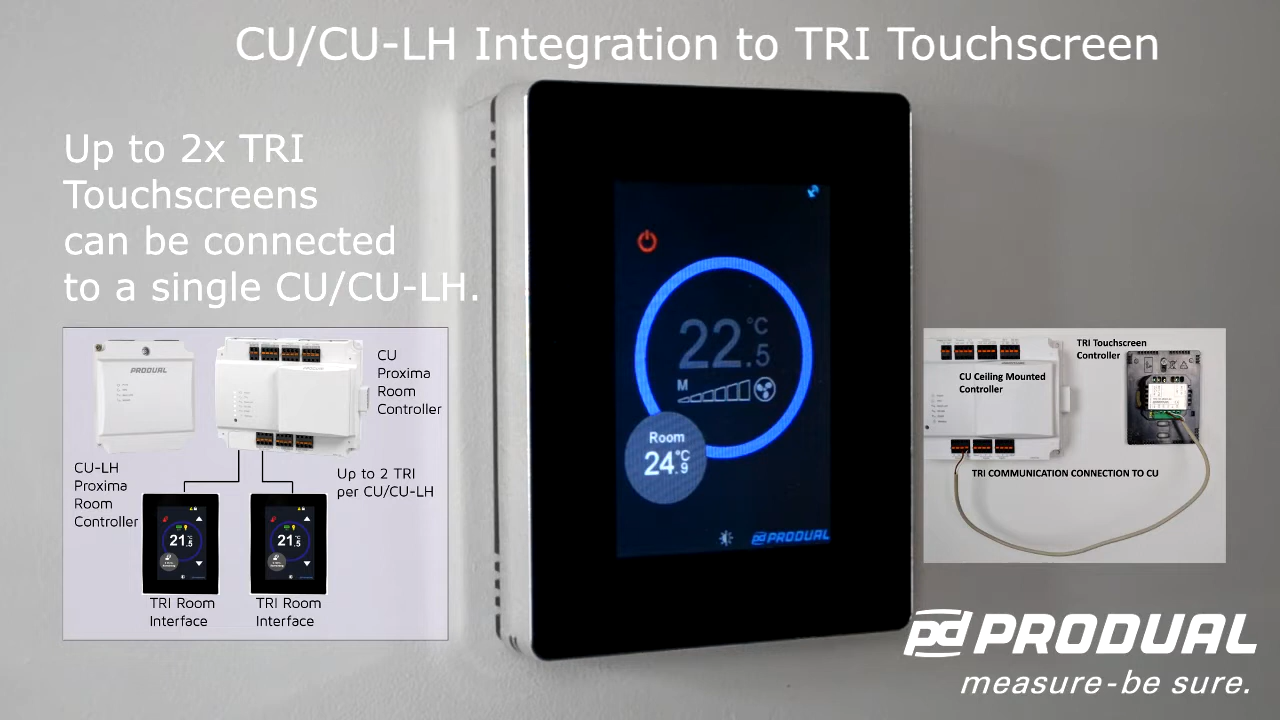 CU/CU-LH Integration to TRI Touchscreen
Up to 2x TRI
Touchscreens
can be connected
to a single CU/CU-LH.
PRODUAL
CU
Proxima
Room
Controller
CU-LH
Proxima
Room
Controller
Up to 2 TRI
per CU/CU-LH
21.5
°C
21.5
°C
TRI Room
Interface
TRI Room
Interface
22.5
°C
M
Room
24.9
°C
PRODUAL
TRI Touchscreen
Controller
CU Ceiling Mounted
Controller
TRI COMMUNICATION CONNECTION TO CU
pd PRODUAL
measure-be sure.